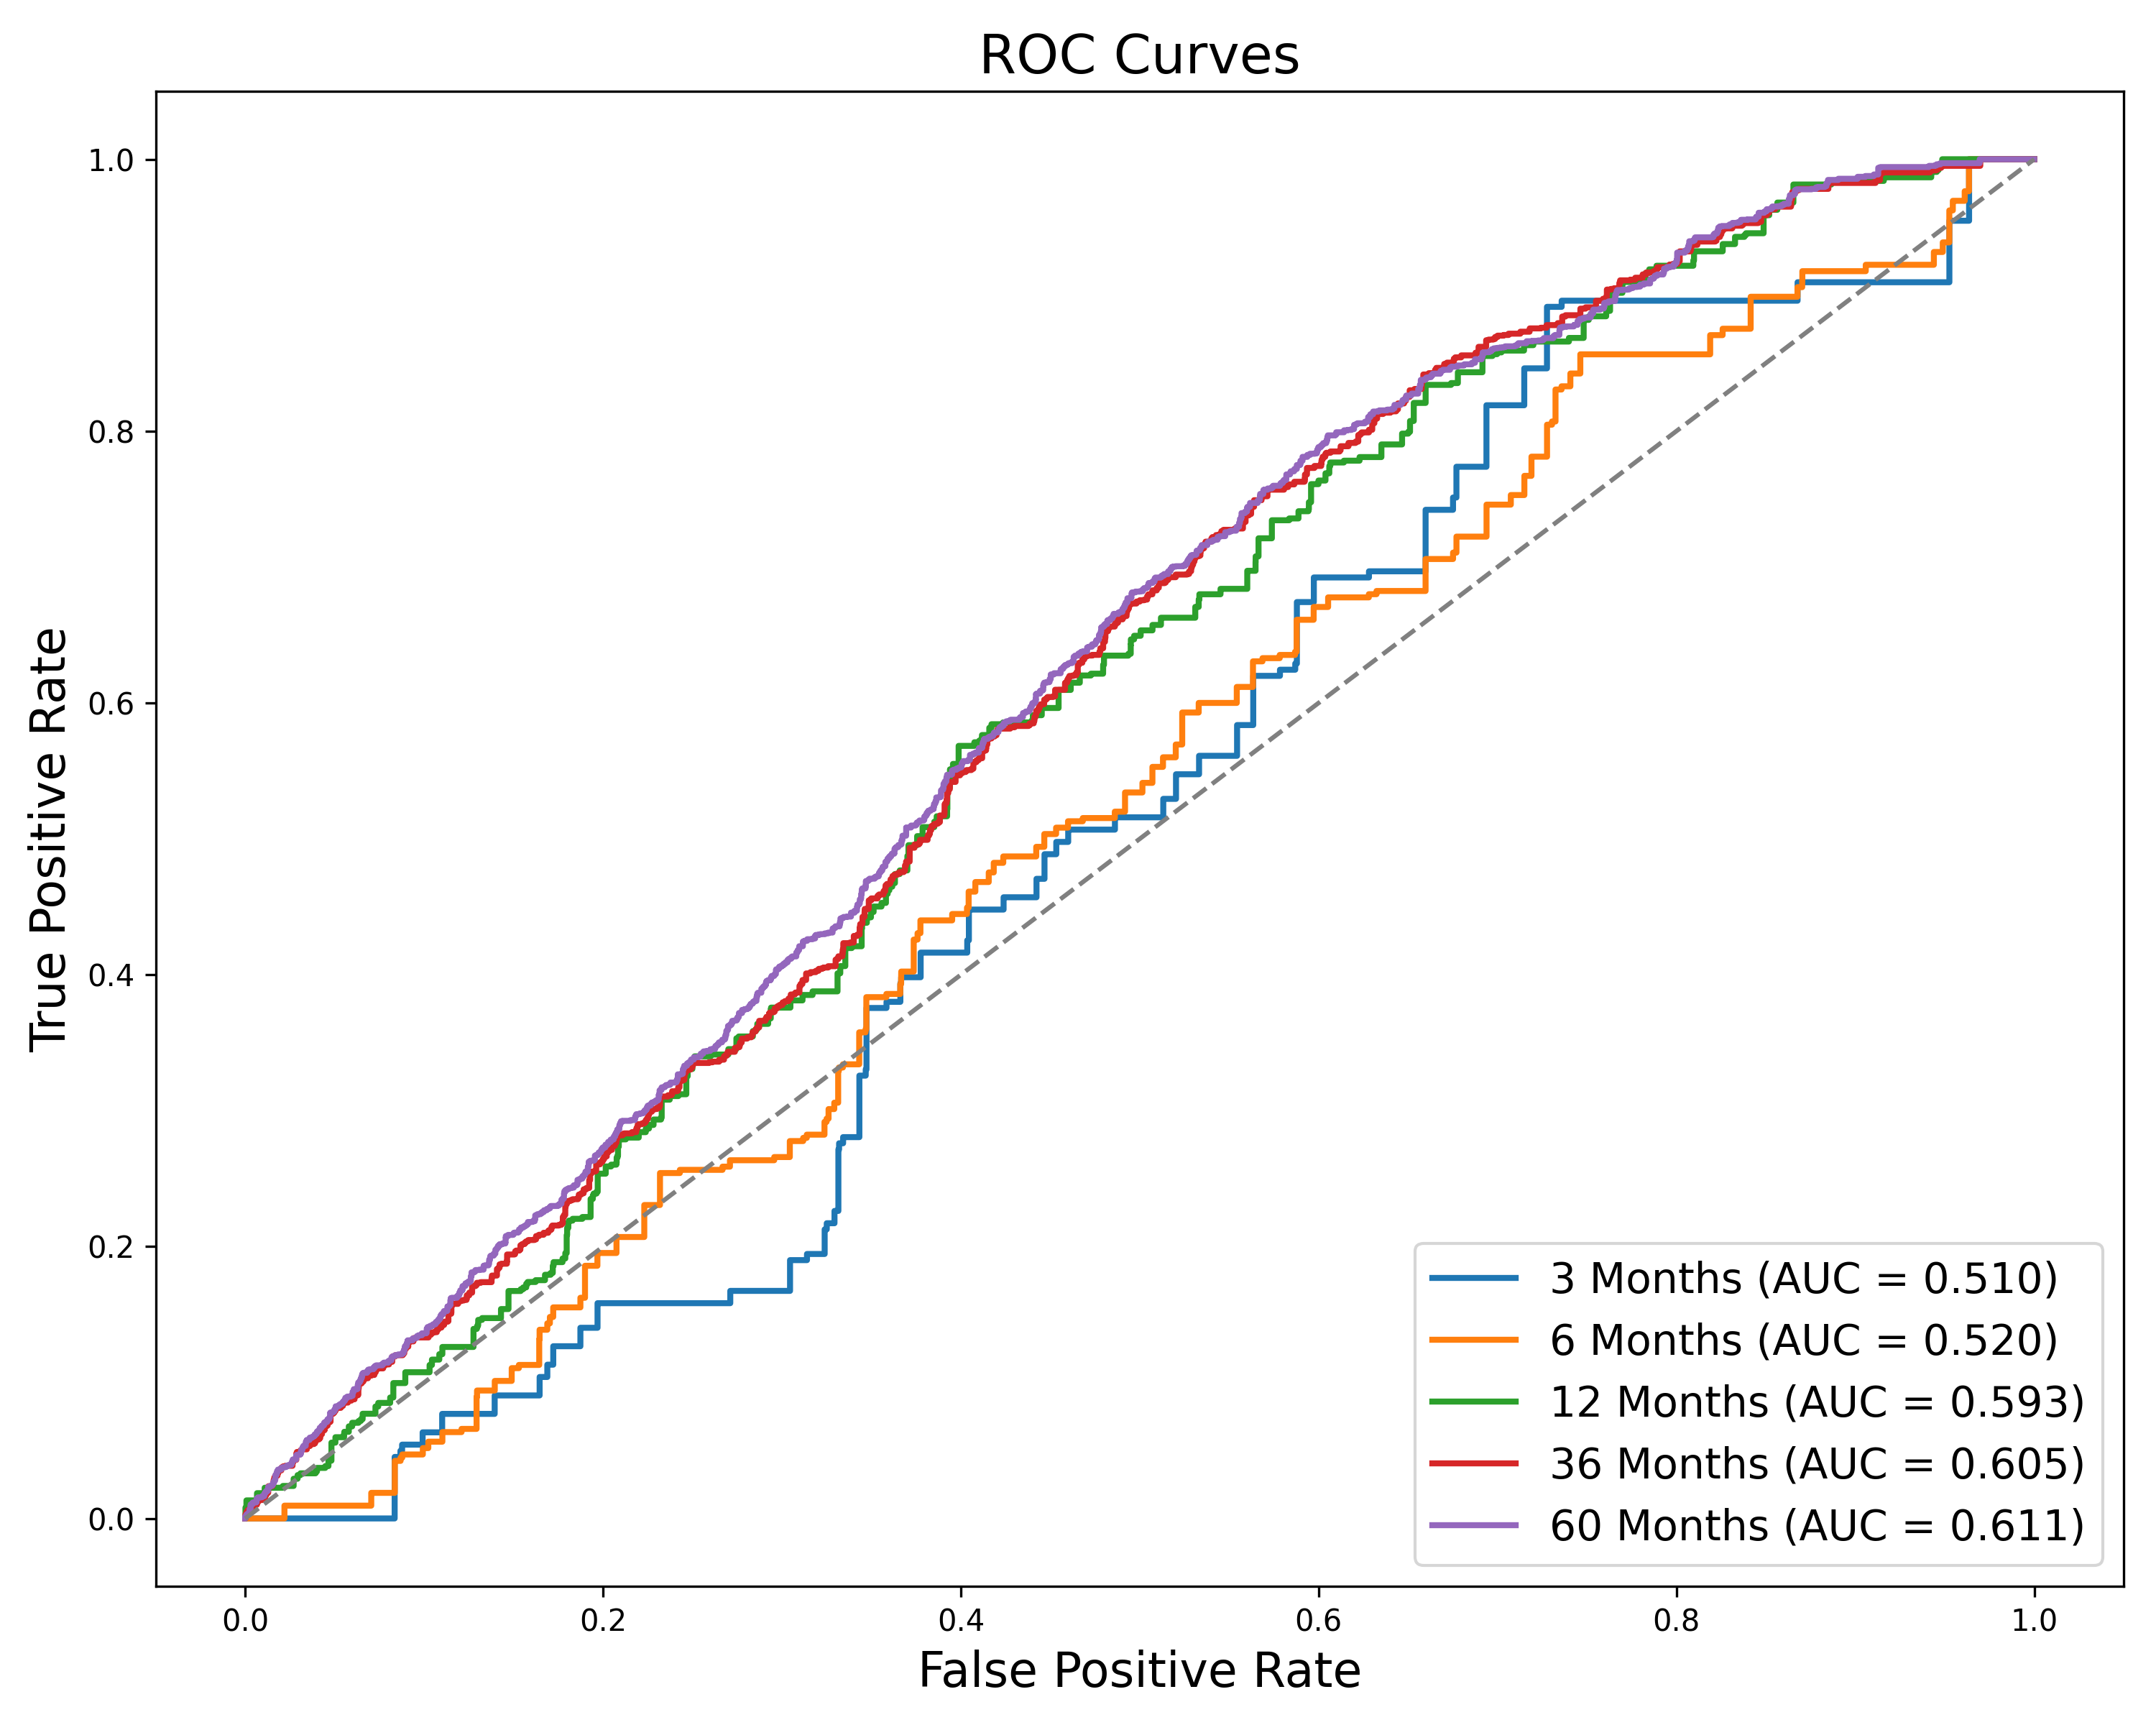 ROC Curves
True Positive Rate
1.0
0.8
0.6
0.4
0.2
0.0
0.0 0.2 0.4 0.6 0.8 1.0
False Positive Rate
3 Months (AUC = 0.510)
6 Months (AUC = 0.520)
12 Months (AUC = 0.593)
36 Months (AUC = 0.605)
60 Months (AUC = 0.611)